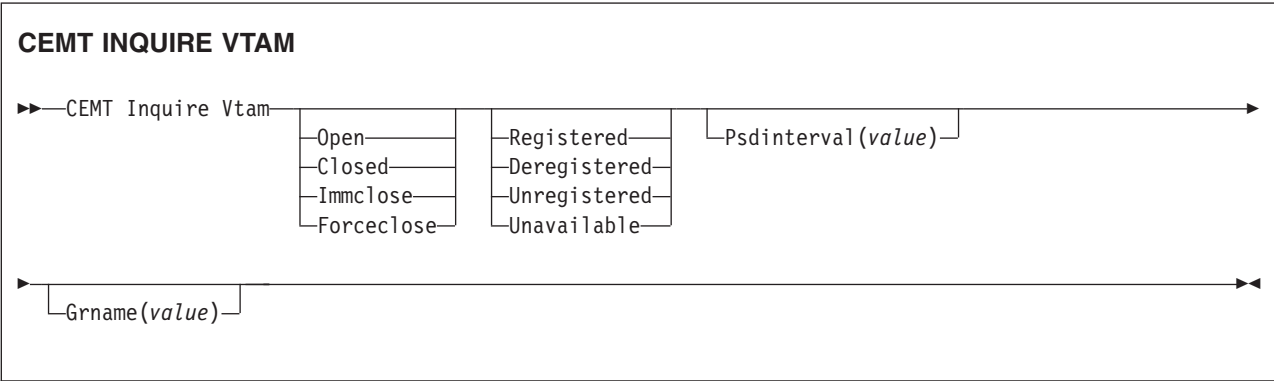 CEMT INQUIRE VTAM
CEMT Inquire Vtam
Open
Closed
Immclose
Forceclose
Registered
Deregistered
Unregistered
Unavailable
Psdinterval(value)
Grname(value)